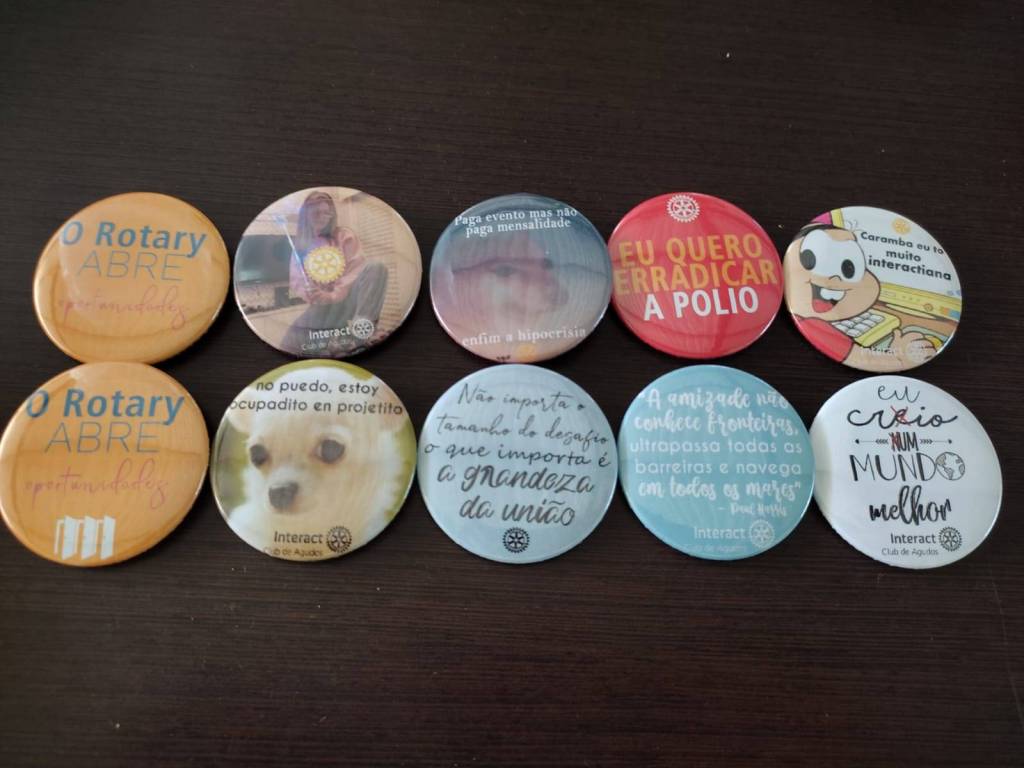 O Rotary
ABRE
oportunidades
Interact
Club de Agudos
Paga evento mas não
paga mensalidade
enfim a hipocrisia
EU QUERO
ERRADICAR
A POLIO
Caramba eu to
muito
interactiana
Interact
O Rotary
ABRE
oportunidades
no puedo, estoy
ocupadito en projetito
Interact
Club de Agudos
Não importa o
tamanho do desafio
o que importa é
a grandeza
da união
"A amizade não
conhece fronteiras,
ultrapassa todas as
barreiras e navega
em todos os mares"
- Paul Harris
Interact
Club de Agudos
EU
CREIO
NUM
MUNDO
melhor
Interact
Club de Agudos